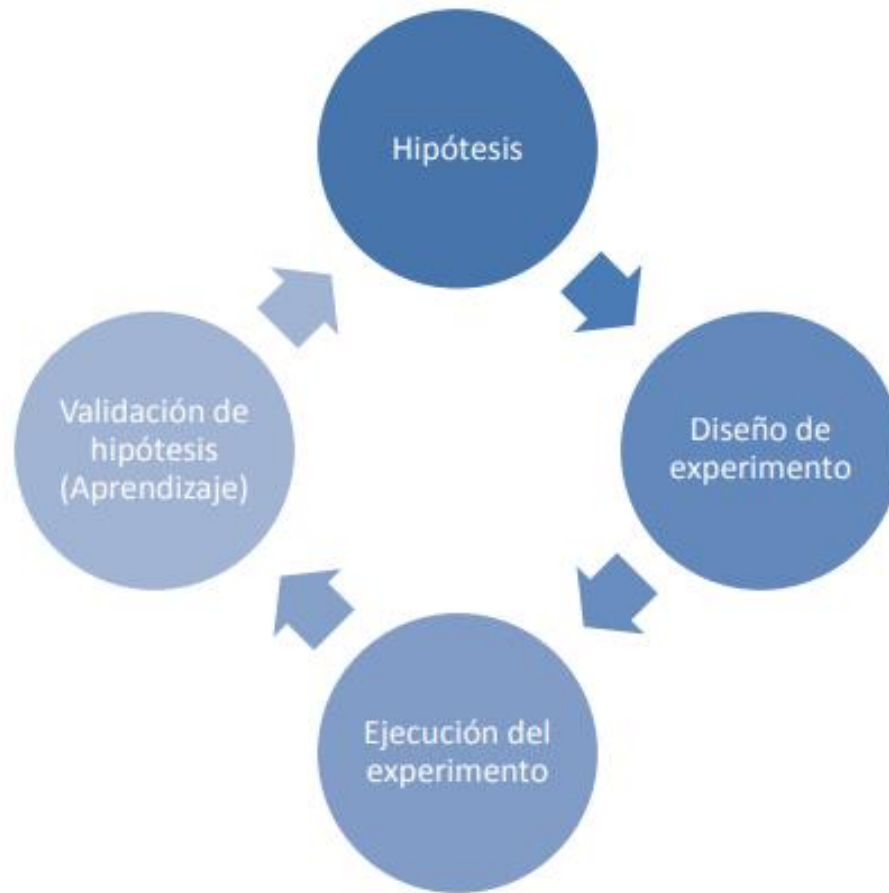 Hipótesis
Diseño de
experimento
Ejecución del
experimento
Validación de
hipótesis
(Aprendizaje)